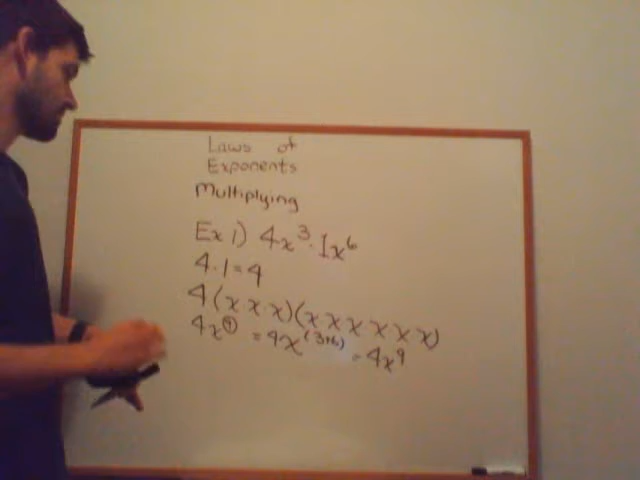 Laws of
Exponents
Multiplying
Ex 1) 4x³ · 1x⁶
4 · 1 = 4
4(x x x)(x x x x x x)
4x⁹ = 4x⁽³⁺⁶⁾ = 4x⁹